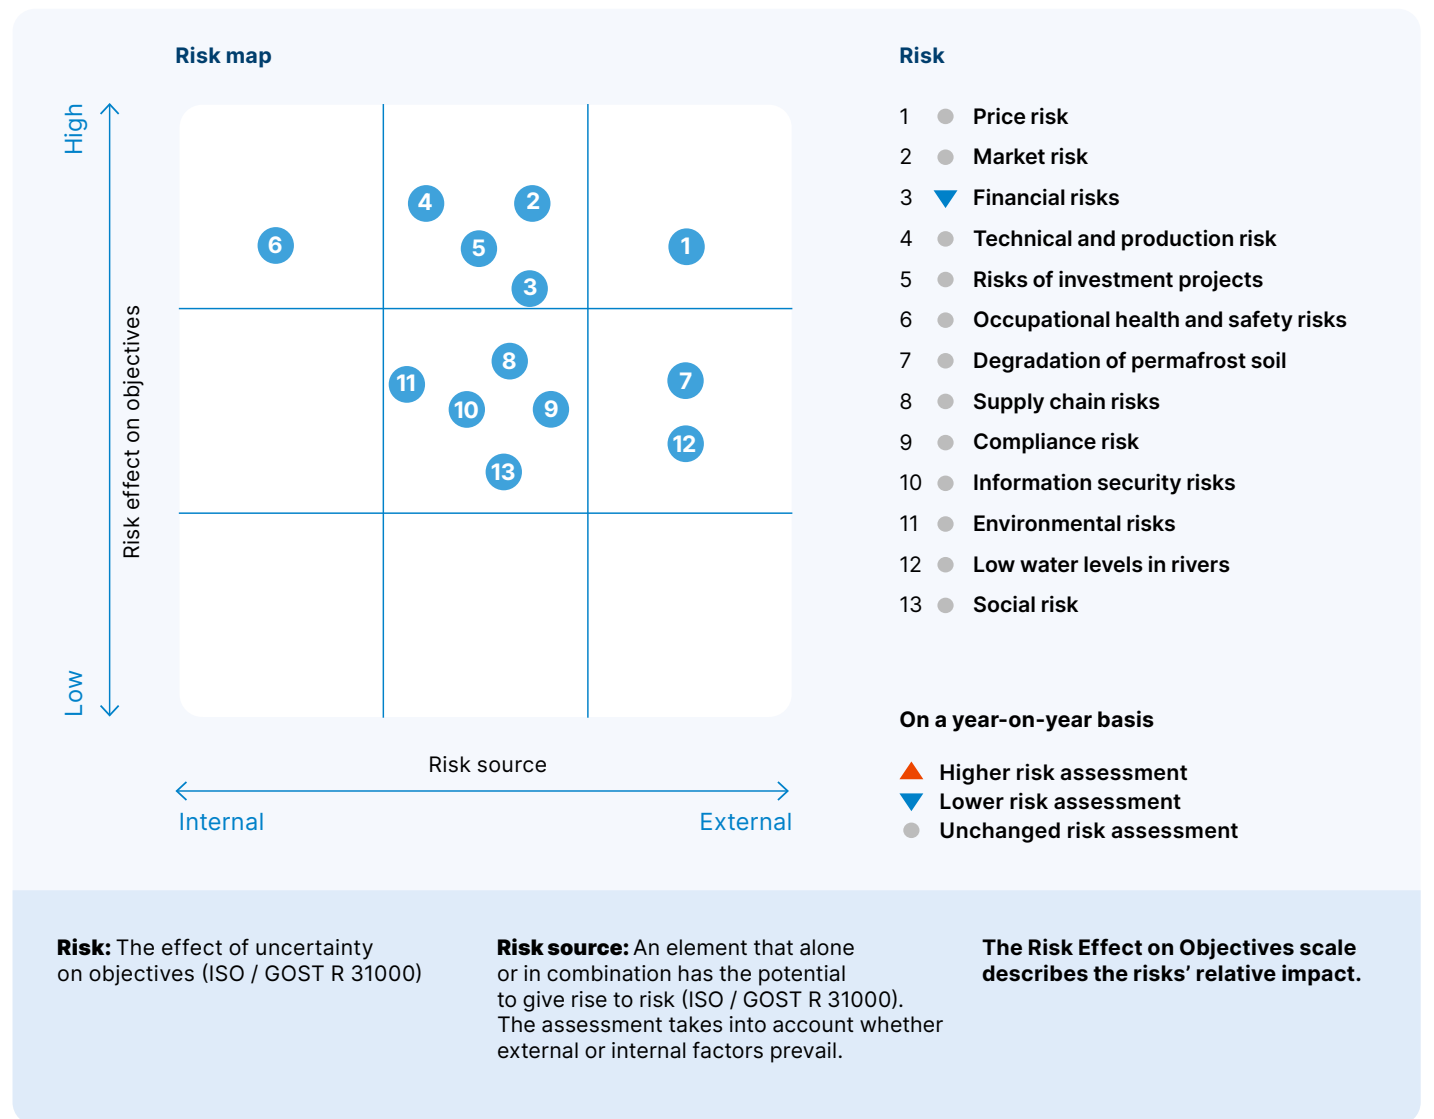 Risk map
High
Risk effect on objectives
Low
4
2
6
5
1
3
8
11
7
10
9
12
13
Risk source
Internal
External
Risk
1 Price risk
2 Market risk
3 Financial risks
4 Technical and production risk
5 Risks of investment projects
6 Occupational health and safety risks
7 Degradation of permafrost soil
8 Supply chain risks
9 Compliance risk
10 Information security risks
11 Environmental risks
12 Low water levels in rivers
13 Social risk
On a year-on-year basis
Higher risk assessment
Lower risk assessment
Unchanged risk assessment
Risk: The effect of uncertainty
on objectives (ISO / GOST R 31000)
Risk source: An element that alone
or in combination has the potential
to give rise to risk (ISO / GOST R 31000).
The assessment takes into account whether
external or internal factors prevail.
The Risk Effect on Objectives scale
describes the risks’ relative impact.